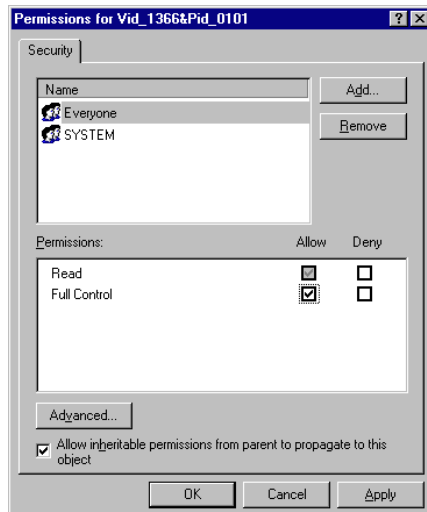 Permissions for Vid_1366&Pid_0101
Security
Name
Add...
Everyone
SYSTEM
Remove
Permissions: Allow Deny
Read
Full Control
Advanced...
Allow inheritable permissions from parent to propagate to this
object
OK Cancel Apply